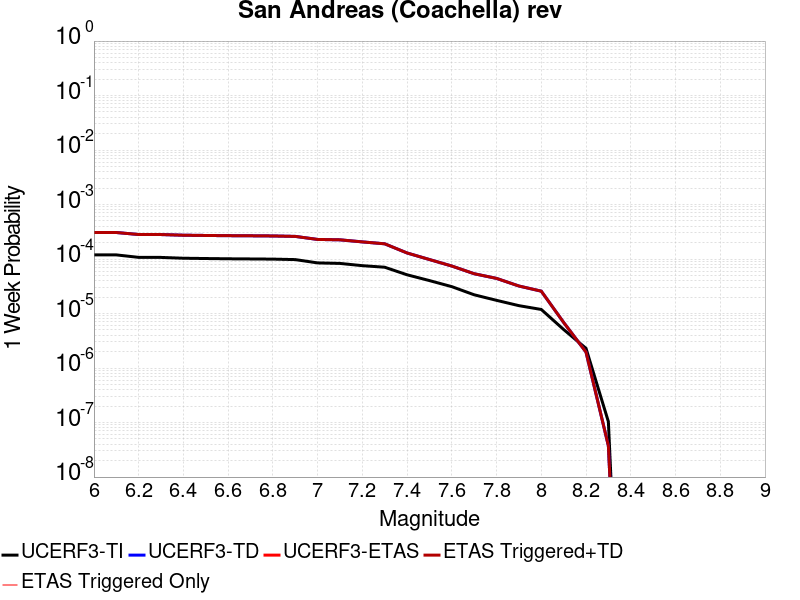 San Andreas (Coachella) rev
10 0
10 -1
10 -2
10 -3
10 -4
10 -5
10 -6
10 -7
10 -8
1 Week Probability
6 6.2 6.4 6.6 6.8 7 7.2 7.4 7.6 7.8 8 8.2 8.4 8.6 8.8 9
Magnitude
UCERF3-TI UCERF3-TD UCERF3-ETAS ETAS Triggered+TD
ETAS Triggered Only